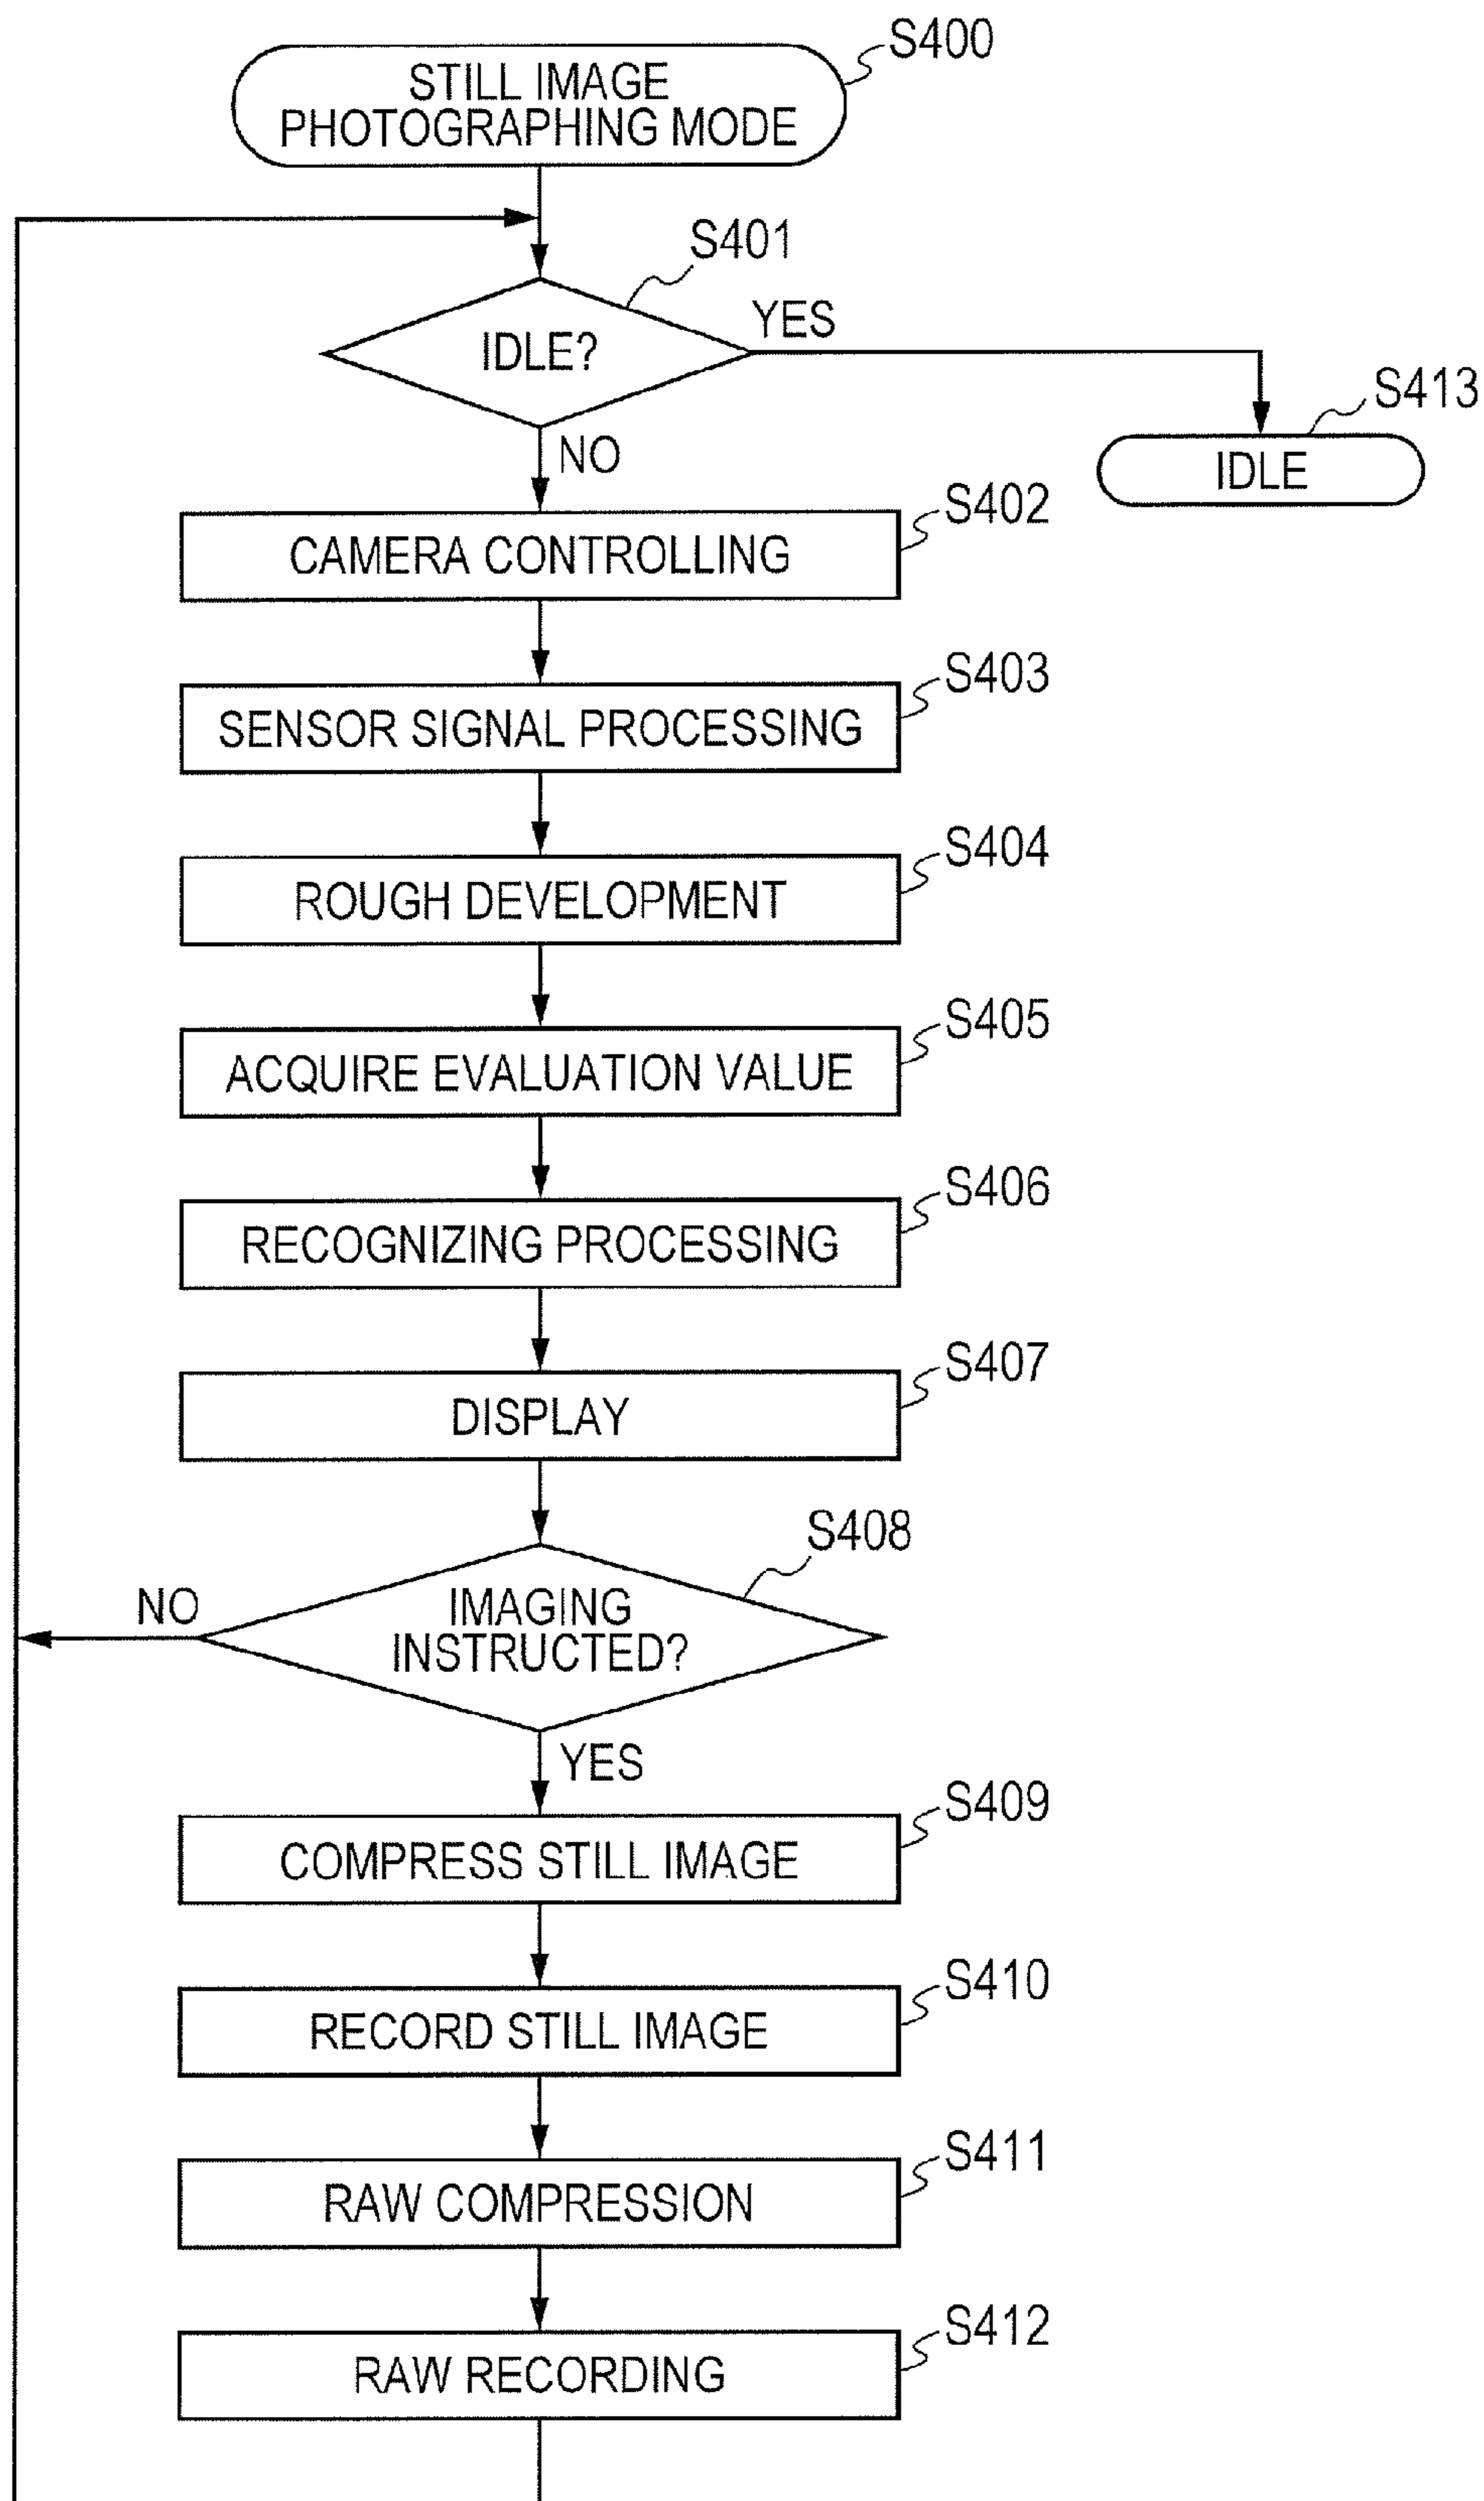 S400
STILL IMAGE
PHOTOGRAPHING MODE
S401
IDLE?
YES
NO
S413
IDLE
S402
CAMERA CONTROLLING
S403
SENSOR SIGNAL PROCESSING
S404
ROUGH DEVELOPMENT
S405
ACQUIRE EVALUATION VALUE
S406
RECOGNIZING PROCESSING
S407
DISPLAY
S408
IMAGING
INSTRUCTED?
NO
YES
S409
COMPRESS STILL IMAGE
S410
RECORD STILL IMAGE
S411
RAW COMPRESSION
S412
RAW RECORDING